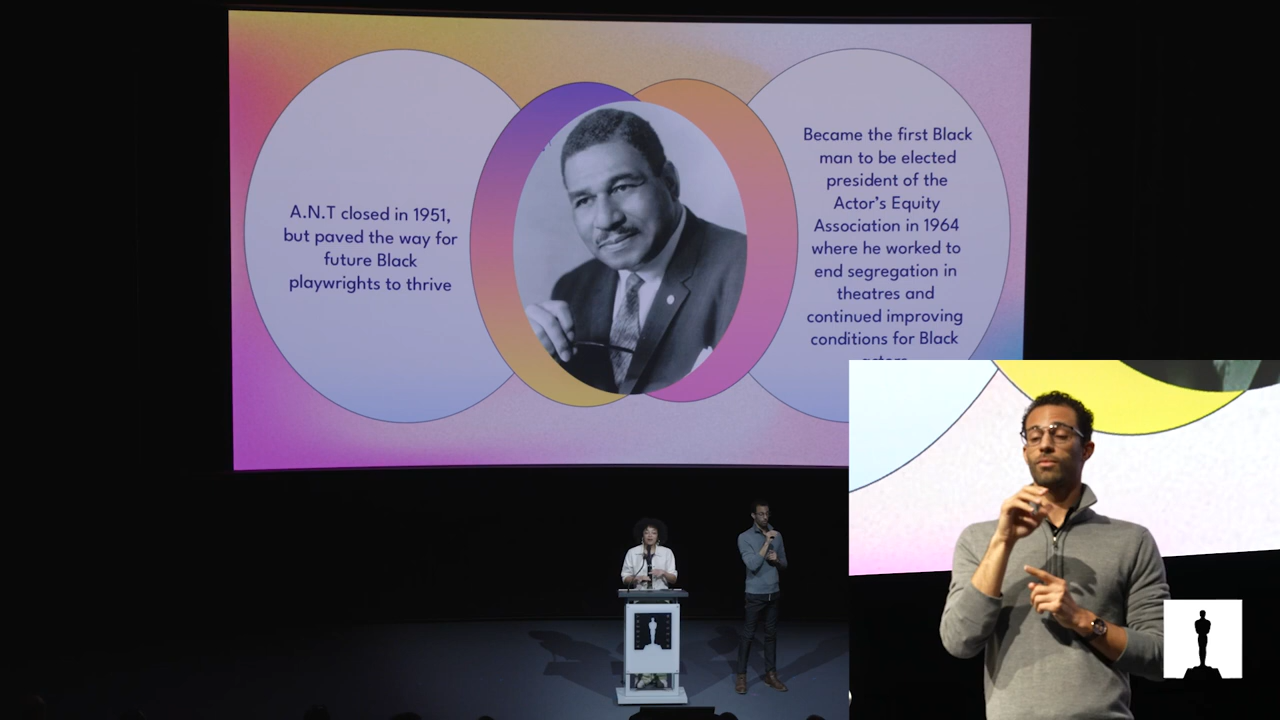 A.N.T closed in 1951,
but paved the way for
future Black
playwrights to thrive
Became the first Black
man to be elected
president of the
Actor's Equity
Association in 1964
where he worked to
end segregation in
theatres and
continued improving
conditions for Black